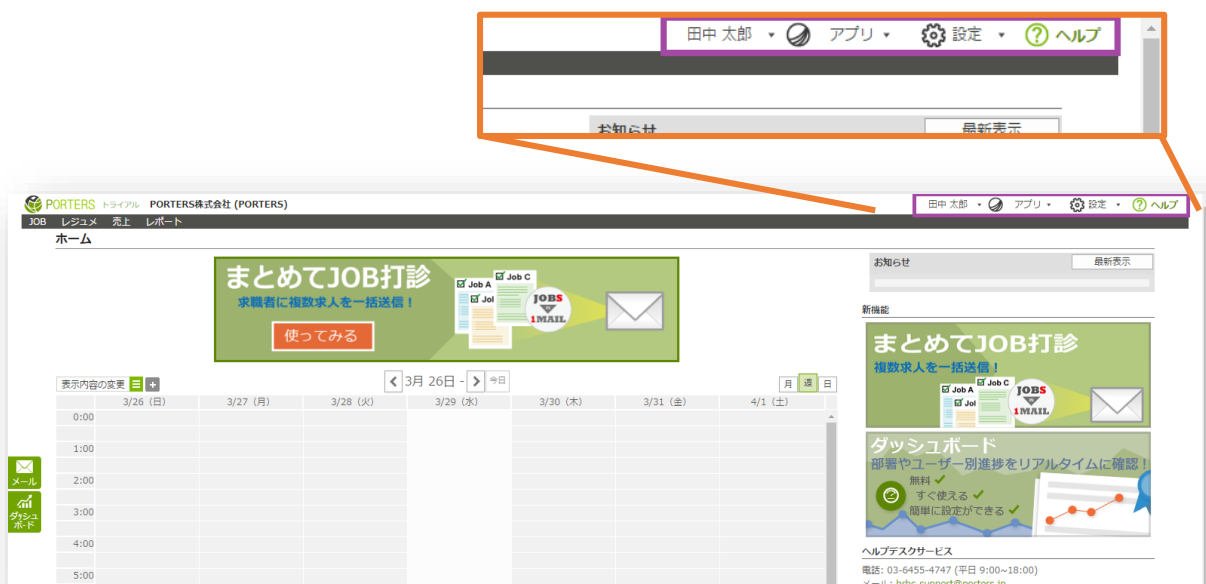 田中 太郎 アプリ 設定 ? ヘルプ
お知らせ 最新表示
PORTERS トライアル PORTERS株式会社 (PORTERS) 田中 太郎 アプリ 設定 ? ヘルプ
JOB レジュメ 売上 レポート
ホーム
まとめてJOB打診
求職者に複数求人を一括送信！
使ってみる
Job A
Job C
Jol
JOBS
in
1MAIL
お知らせ 最新表示
新機能
まとめてJOB打診
複数求人を一括送信！
Job A
Job C
Jol
JOBS
in
1MAIL
表示内容の変更 3月 26日 - 今日 月 週 日
3/26 (日) 3/27 (月) 3/28 (火) 3/29 (水) 3/30 (木) 3/31 (金) 4/1 (土)
0:00
1:00
2:00
3:00
4:00
5:00
メール
ダッシュ
ボード
ダッシュボード
部署やユーザー別進捗をリアルタイムに確認！
無料
すぐ使える
簡単に設定ができる
ヘルプデスクサービス
電話: 03-6455-4747 (平日 9:00~18:00)
メール: hrbc-support@porters.jp